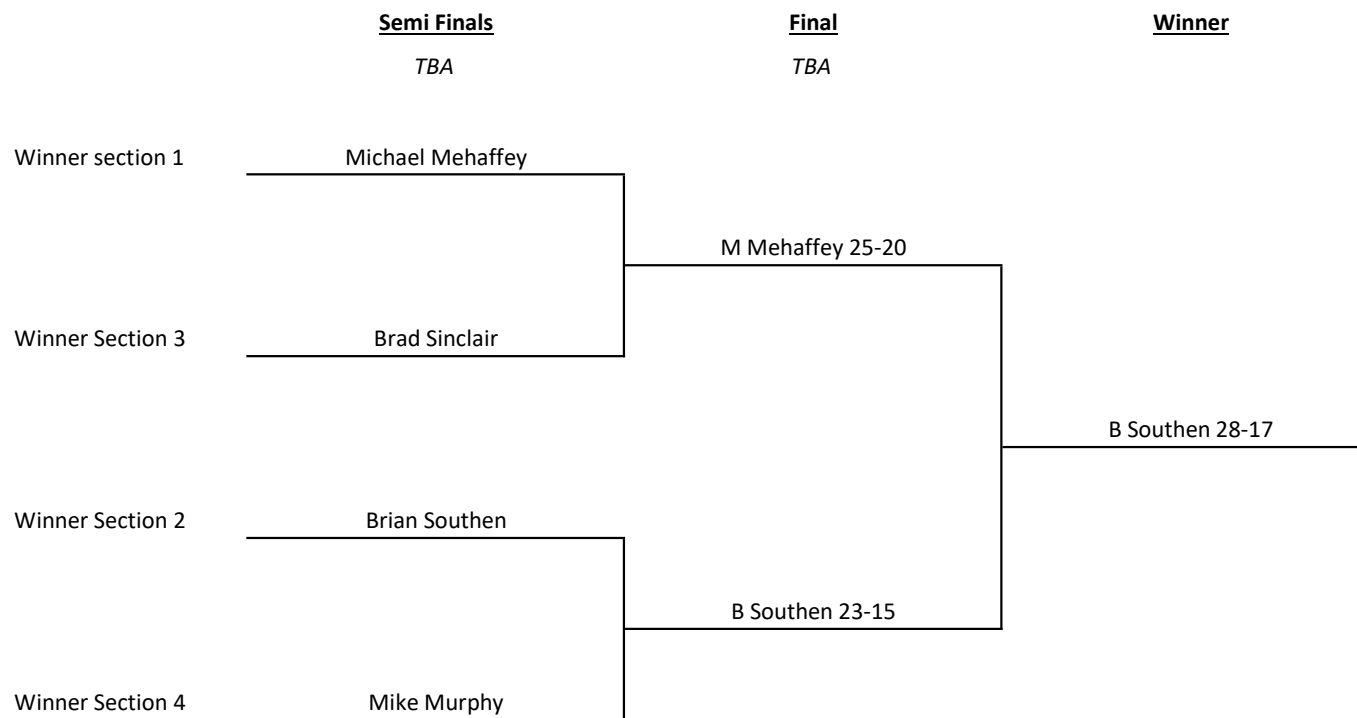 Semi Finals Final Winner
TBA TBA
Winner section 1 Michael Mehaffey
M Mehaffey 25-20
Winner Section 3 Brad Sinclair
B Southen 28-17
Winner Section 2 Brian Southen
B Southen 23-15
Winner Section 4 Mike Murphy